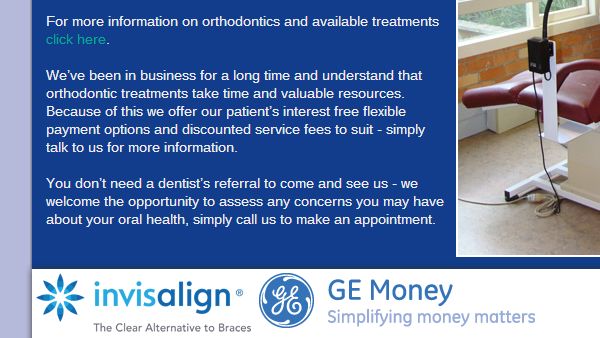 For more information on orthodontics and available treatments
click here.
We've been in business for a long time and understand that
orthodontic treatments take time and valuable resources.
Because of this we offer our patient's interest free flexible
payment options and discounted service fees to suit - simply
talk to us for more information.
You don't need a dentist's referral to come and see us - we
welcome the opportunity to assess any concerns you may have
about your oral health, simply call us to make an appointment.
invisalign®
The Clear Alternative to Braces
GE
GE Money
Simplifying money matters